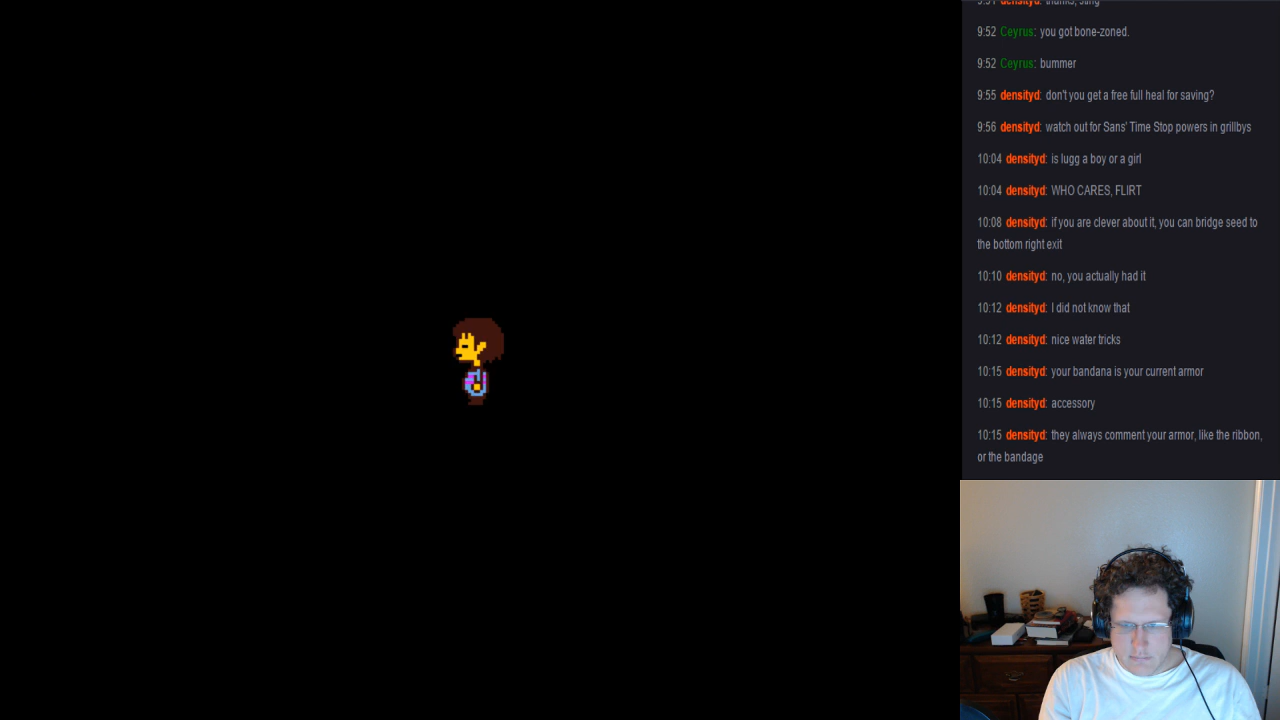 9:51 densityd: thanks, sting
9:52 Ceyrus: you got bone-zoned.
9:52 Ceyrus: bummer
9:55 densityd: don't you get a free full heal for saving?
9:56 densityd: watch out for Sans' Time Stop powers in grillbys
10:04 densityd: is lugg a boy or a girl
10:04 densityd: WHO CARES, FLIRT
10:08 densityd: if you are clever about it, you can bridge seed to
the bottom right exit
10:10 densityd: no, you actually had it
10:12 densityd: I did not know that
10:12 densityd: nice water tricks
10:15 densityd: your bandana is your current armor
10:15 densityd: accessory
10:15 densityd: they always comment your armor, like the ribbon,
or the bandage